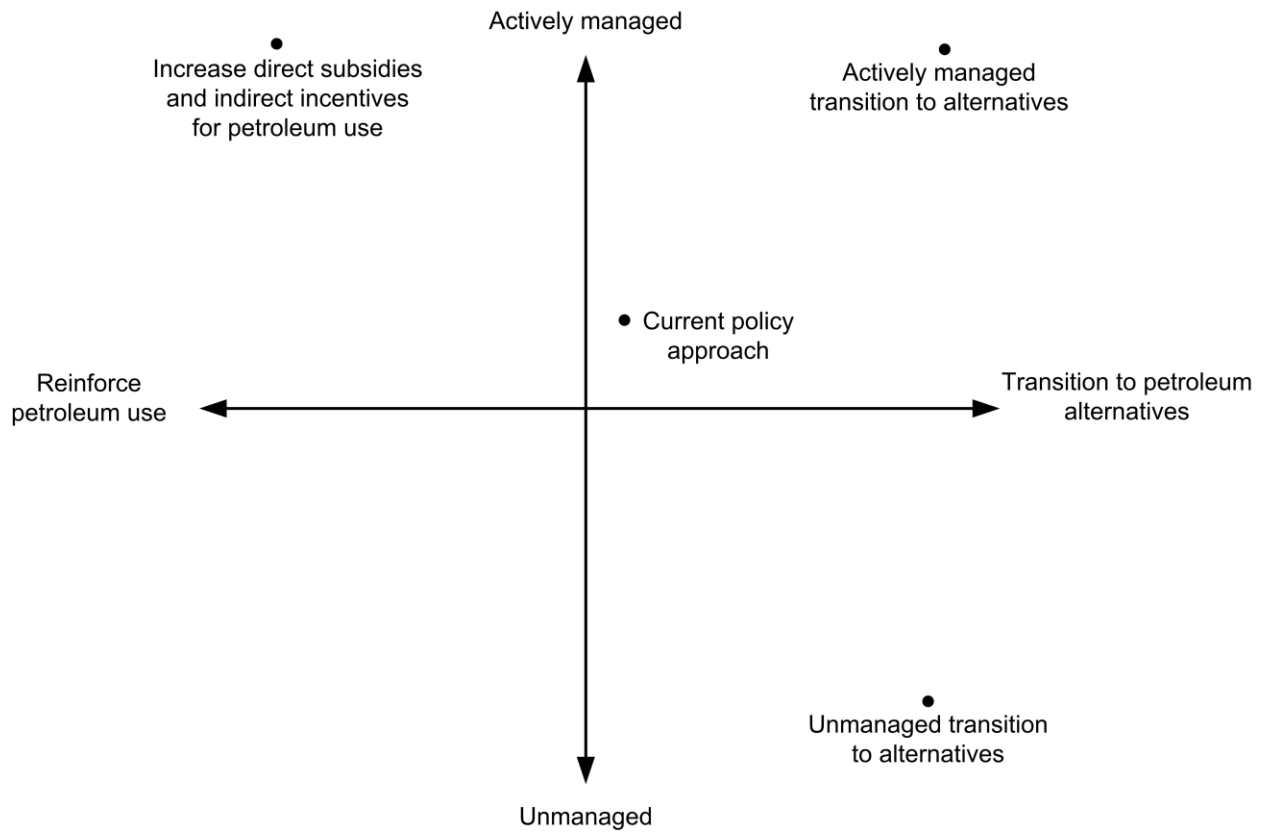 Actively managed
Increase direct subsidies
and indirect incentives
for petroleum use
Actively managed
transition to alternatives
Current policy
approach
Reinforce
petroleum use
Transition to petroleum
alternatives
Unmanaged transition
to alternatives
Unmanaged